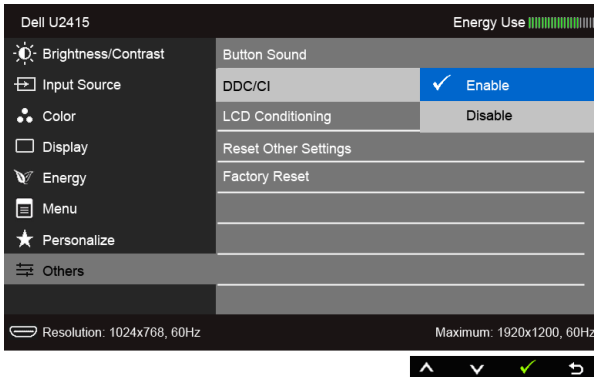 Dell U2415 Energy Use
Brightness/Contrast Button Sound
Input Source DDC/CI Enable
Color LCD Conditioning Disable
Display Reset Other Settings
Energy Factory Reset
Menu
Personalize
Others
Resolution: 1024x768, 60Hz Maximum: 1920x1200, 60Hz